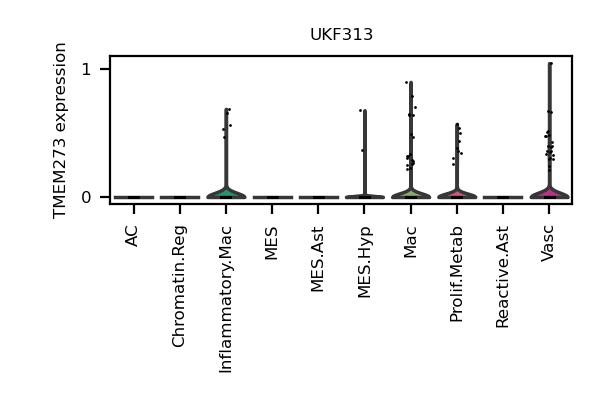 UKF313
TMEM273 expression
1
0
AC
Chromatin.Reg
Inflammatory.Mac
MES
MES.Ast
MES.Hyp
Mac
Prolif.Metab
Reactive.Ast
Vasc